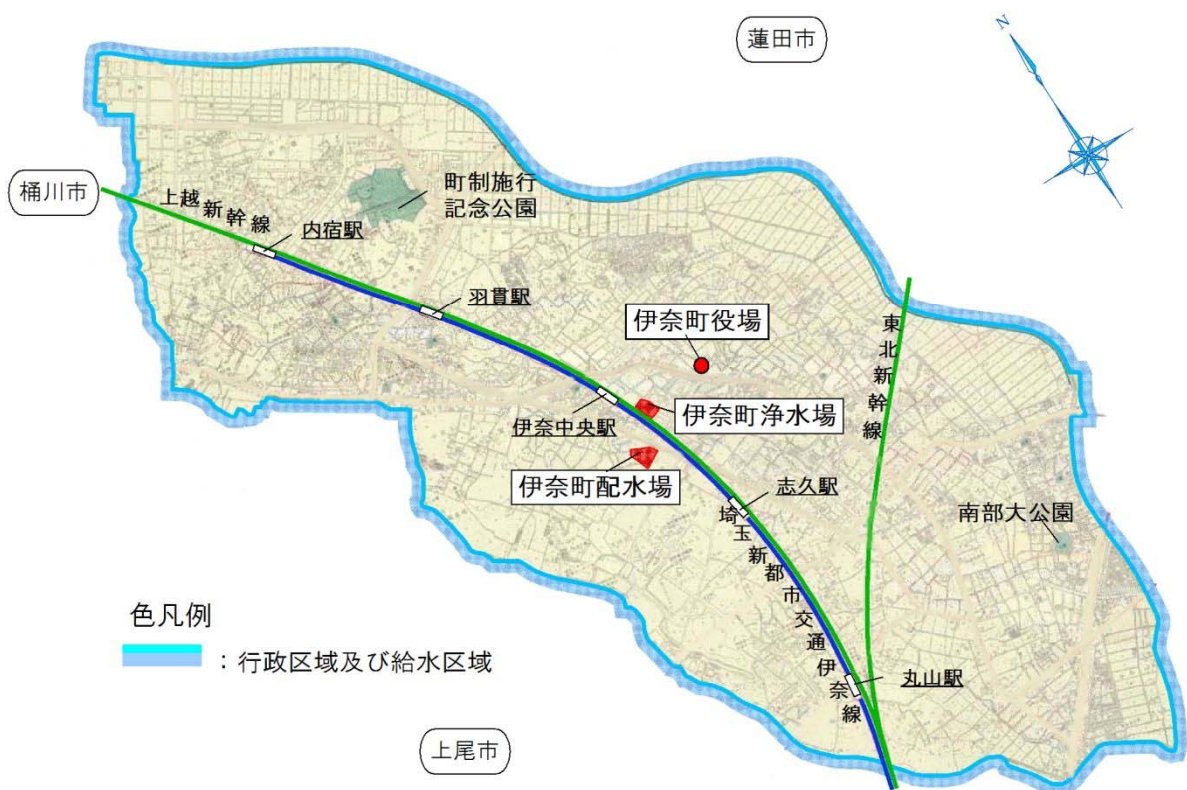 蓮田市
N
桶川市
上越新幹線
内宿駅
町制施行
記念公園
羽貫駅
伊奈町役場
東北新幹線
伊奈中央駅
伊奈町浄水場
伊奈町配水場
志久駅
南部大公園
埼玉新都市交通伊奈線
丸山駅
色凡例
：行政区域及び給水区域
上尾市